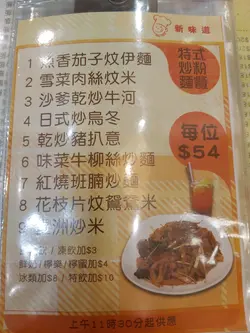 新味道
特式
炒粉
麵飯
1 魚香茄子炆伊麵
2 雪菜肉絲炆米
3 沙爹乾炒牛河
4 日式炒烏冬
5 乾炒豬扒意
6 味菜牛柳絲炒麵
7 紅燒班腩炒麵
8 花枝片炆鴛鴦米
9 洲炒米
每位
$54
飲 / 凍飲加$3
鮮奶 / 檸樂 / 檸蜜加$4
冰類加$8 / 特飲加$10
上午11時30分起供應